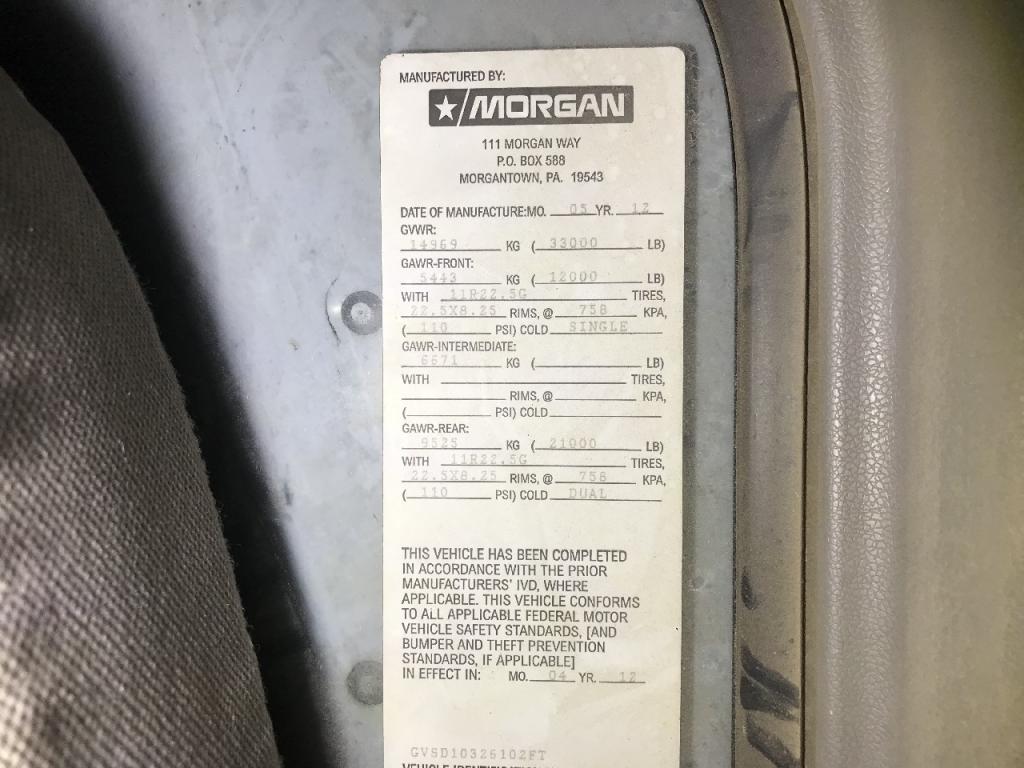 MANUFACTURED BY:
MORGAN
111 MORGAN WAY
P.O. BOX 588
MORGANTOWN, PA. 19543
DATE OF MANUFACTURE:MO. 05 YR. 12
GVWR:
14969 KG ( 33000 LB)
GAWR-FRONT:
5443 KG ( 12000 LB)
WITH 11R22.5G TIRES,
22.5X8.25 RIMS, @ 758 KPA,
( 110 PSI) COLD SINGLE
GAWR-INTERMEDIATE:
6671 KG ( LB)
WITH TIRES,
RIMS, @ KPA,
( PSI) COLD
GAWR-REAR:
9525 KG ( 21000 LB)
WITH 11R22.5G TIRES,
22.5X8.25 RIMS, @ 758 KPA,
( 110 PSI) COLD DUAL
THIS VEHICLE HAS BEEN COMPLETED
IN ACCORDANCE WITH THE PRIOR
MANUFACTURERS' IVD, WHERE
APPLICABLE. THIS VEHICLE CONFORMS
TO ALL APPLICABLE FEDERAL MOTOR
VEHICLE SAFETY STANDARDS, [AND
BUMPER AND THEFT PREVENTION
STANDARDS, IF APPLICABLE]
IN EFFECT IN: MO. 04 YR. 12
GVSD10326102FT
VEHICLE IDENTIFICATION